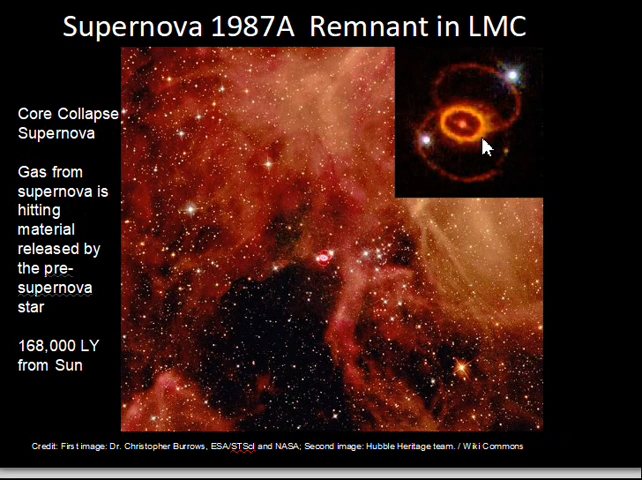 Supernova 1987A  Remnant in LMC
Core Collapse
Supernova
Gas from
supernova is
hitting
material
released by
the pre-
supernova
star
168,000 LY
from Sun
Credit: First image: Dr. Christopher Burrows, ESA/STScI and NASA; Second image: Hubble Heritage team. / Wiki Commons